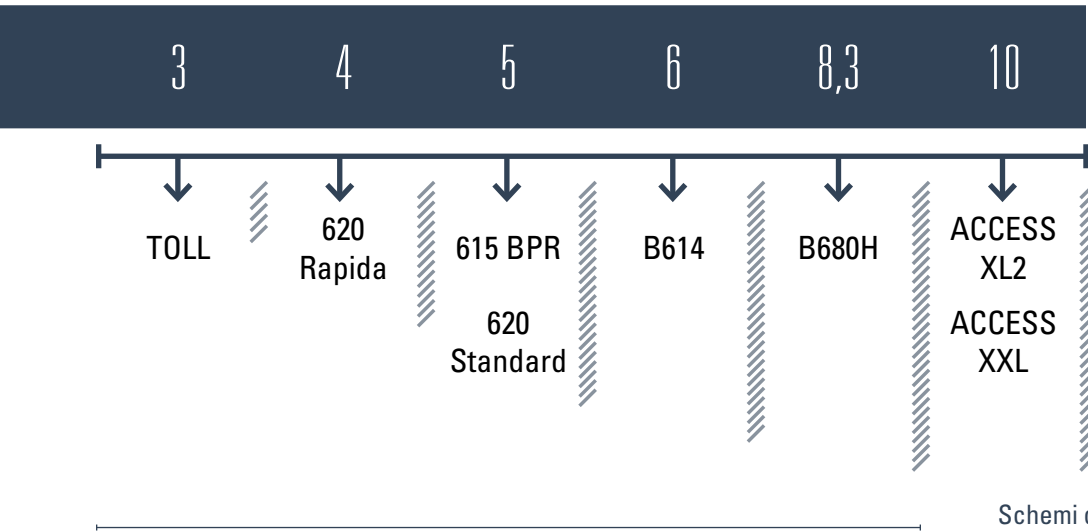 3 4 5 6 8,3 10
TOLL
620
Rapida
615 BPR
620
Standard
B614
B680H
ACCESS
XL2
ACCESS
XXL
Schemi